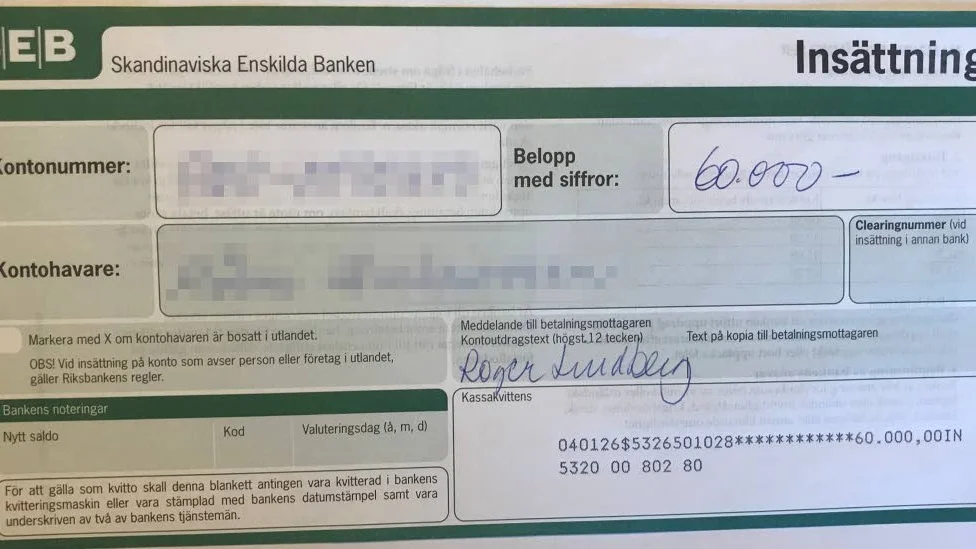 EB
Skandinaviska Enskilda Banken
Insättning
Kontonummer:
Belopp
med siffror:
60.000 —
Clearingnummer (vid
insättning i annan bank)
Kontohavare:
Markera med X om kontohavaren är bosatt i utlandet.
OBS! Vid insättning på konto som avser person eller företag i utlandet,
gäller Riksbankens regler.
Meddelande till betalningsmottagaren
Kontoutdragstext (högst 12 tecken)
Text på kopia till betalningsmottagaren
Roger Lundberg
Bankens noteringar
Nytt saldo
Kod
Valuteringsdag (å, m, d)
Kassakvittens
040126$5326501028************60.000,00IN
5320 00 802 80
För att gälla som kvitto skall denna blankett antingen vara kvitterad i bankens
kvitteringsmaskin eller vara stämplad med bankens datumstämpel samt vara
underskriven av två av bankens tjänstemän.